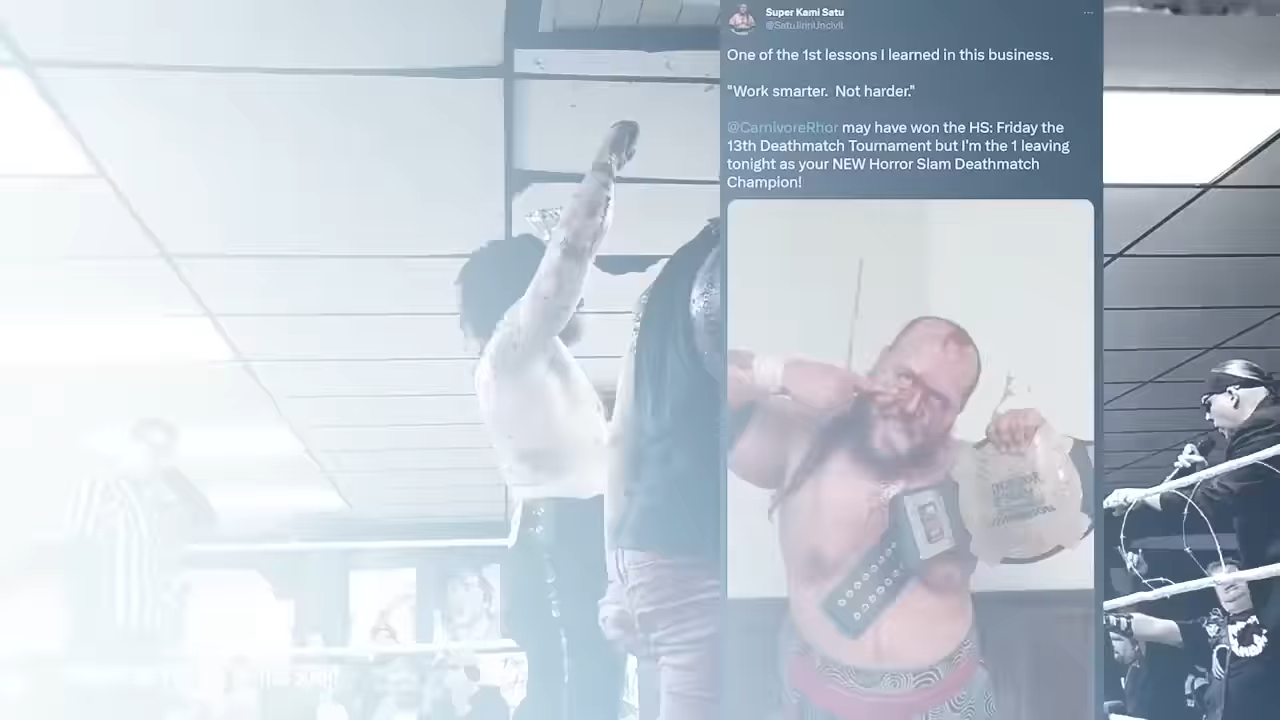 Super Kami Satu
@SatuJinnUncivil
One of the 1st lessons I learned in this business.
"Work smarter.  Not harder."
@CarnivoreRhor may have won the HS: Friday the
13th Deathmatch Tournament but I'm the 1 leaving
tonight as your NEW Horror Slam Deathmatch
Champion!